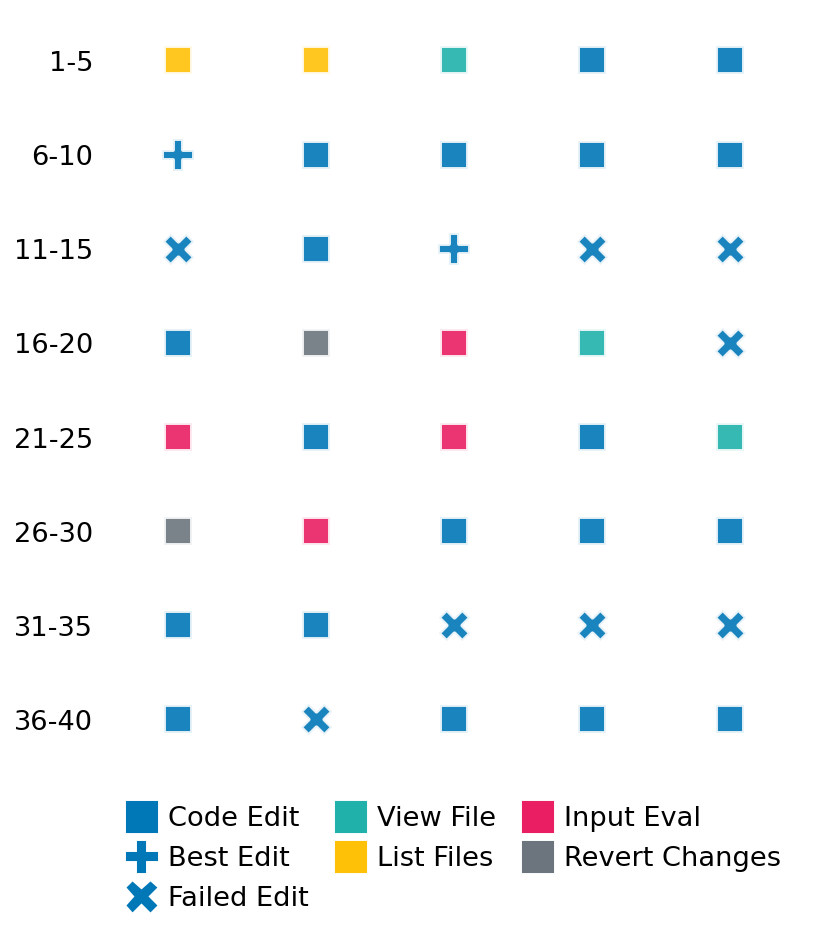 1-5
6-10
11-15
16-20
21-25
26-30
31-35
36-40
Code Edit View File Input Eval
Best Edit List Files Revert Changes
Failed Edit